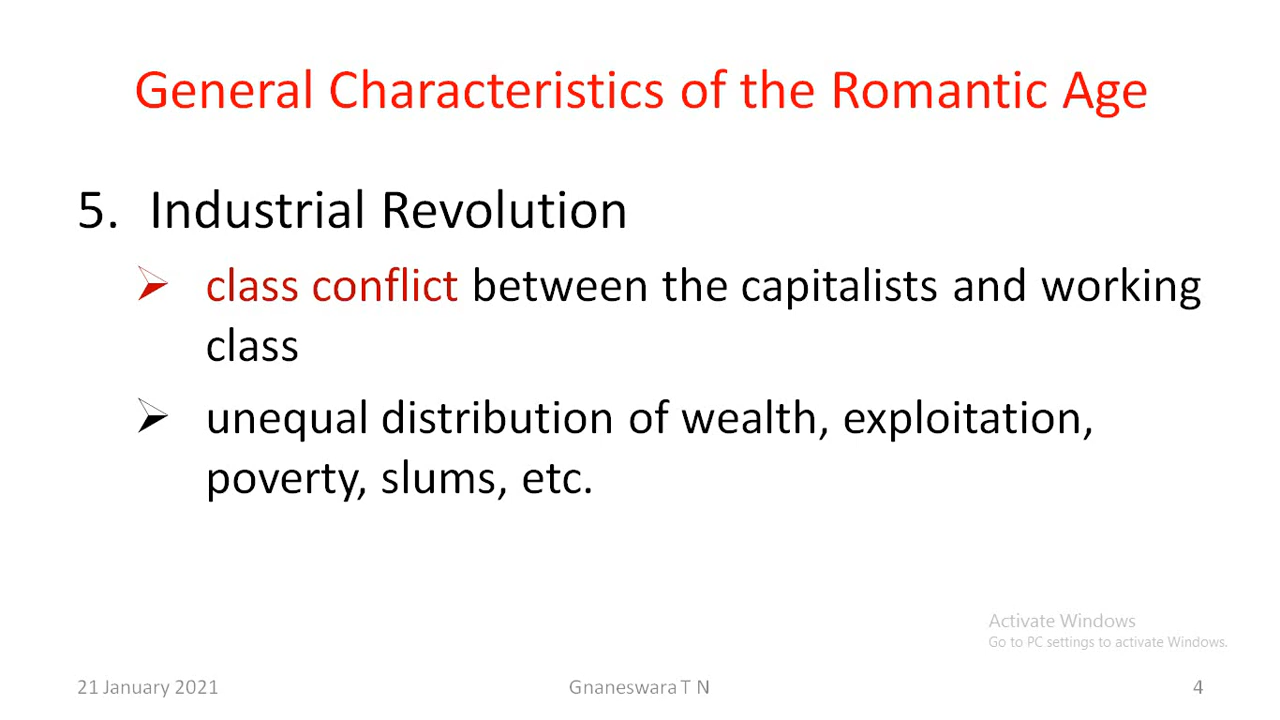 General Characteristics of the Romantic Age
5. Industrial Revolution
➢ class conflict between the capitalists and working
class
➢ unequal distribution of wealth, exploitation,
poverty, slums, etc.
Activate Windows
Go to PC settings to activate Windows.
21 January 2021
Gnaneswara T N
4